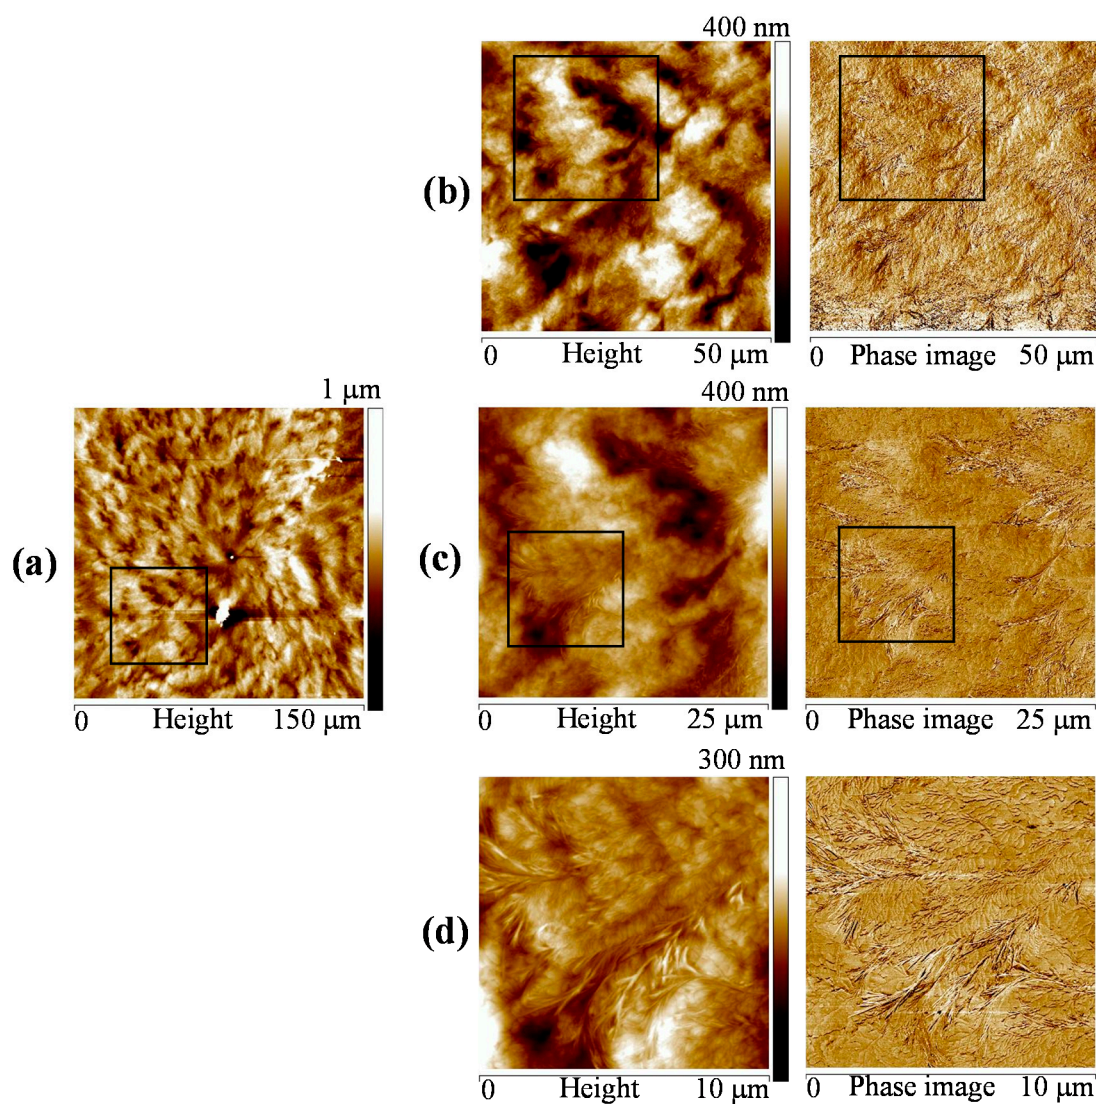 400 nm
(b)
0 Height 50 μm
0 Phase image 50 μm
1 μm
400 nm
(a)
(c)
0 Height 150 μm
0 Height 25 μm
0 Phase image 25 μm
300 nm
(d)
0 Height 10 μm
0 Phase image 10 μm